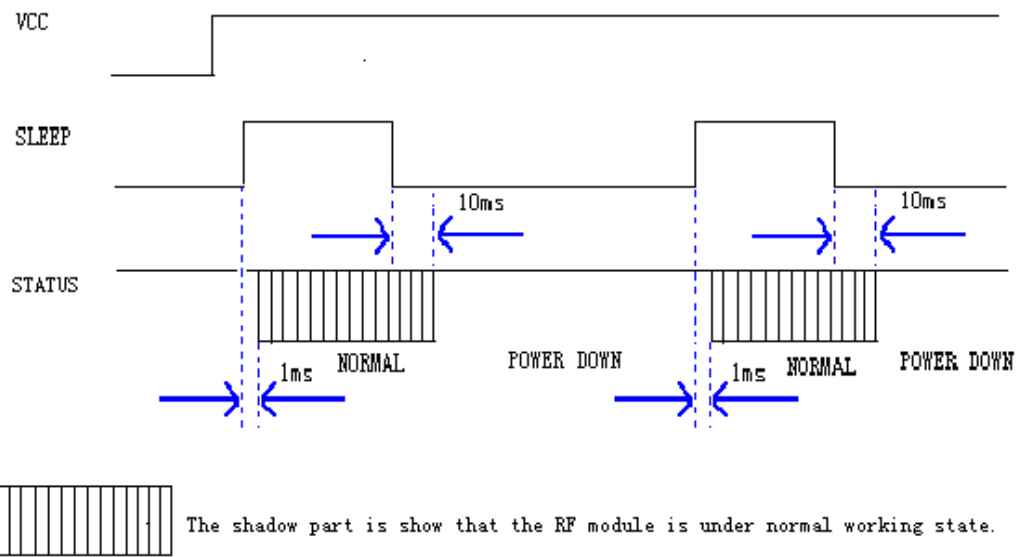 VCC
SLEEP
10ms
10ms
STATUS
1ms
NORMAL
POWER DOWN
1ms
NORMAL
POWER DOWN
The shadow part is show that the RF module is under normal working state.